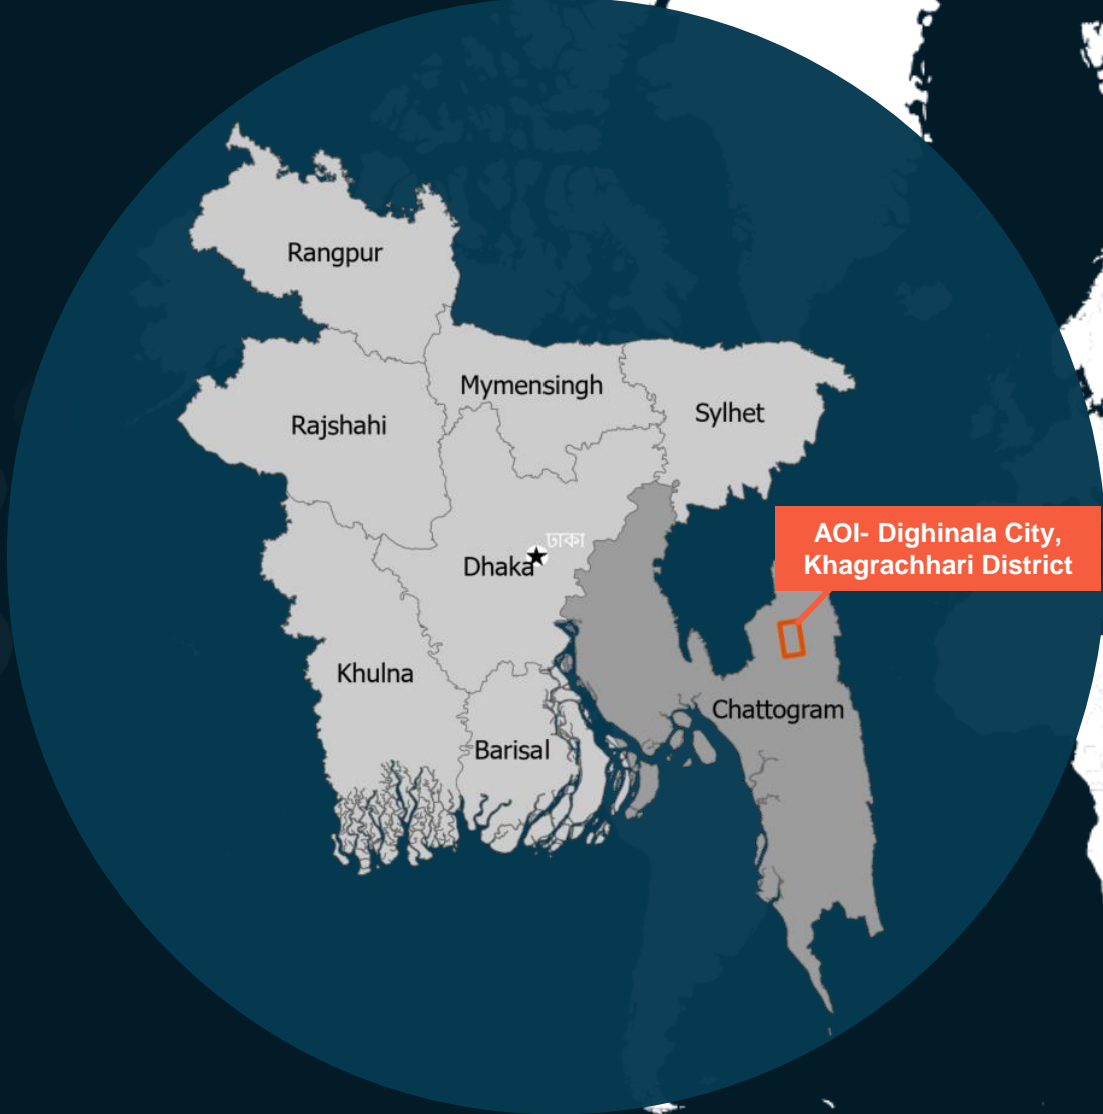 Rangpur
Mymensingh
Rajshahi
Sylhet
AOI- Dighinala City,
Khagrachhari District
ঢাকা
Dhaka
Khulna
Chattogram
Barisal